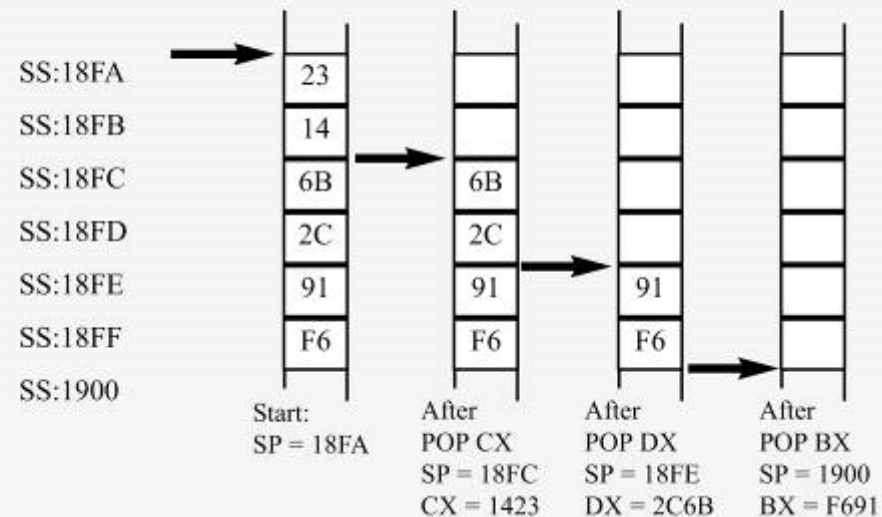 SS:18FA 23
SS:18FB 14
SS:18FC 6B 6B
SS:18FD 2C 2C
SS:18FE 91 91 91
SS:18FF F6 F6 F6
SS:1900
Start:
SP = 18FA
After
POP CX
SP = 18FC
CX = 1423
After
POP DX
SP = 18FE
DX = 2C6B
After
POP BX
SP = 1900
BX = F691